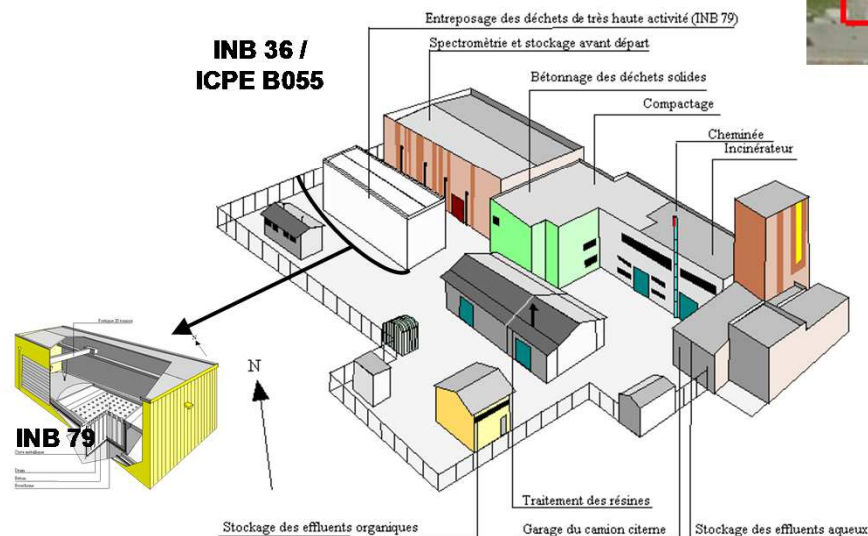 Entreposage des déchets de très haute activité (INB 79)
INB 36 /
ICPE B055
Spectromètrie et stockage avant départ
Bétonnage des déchets solides
Compactage
Cheminée
Incinérateur
N
N
INB 79
Traitement des résines
Stockage des effluents organiques
Garage du camion citerne
Stockage des effluents aqueux